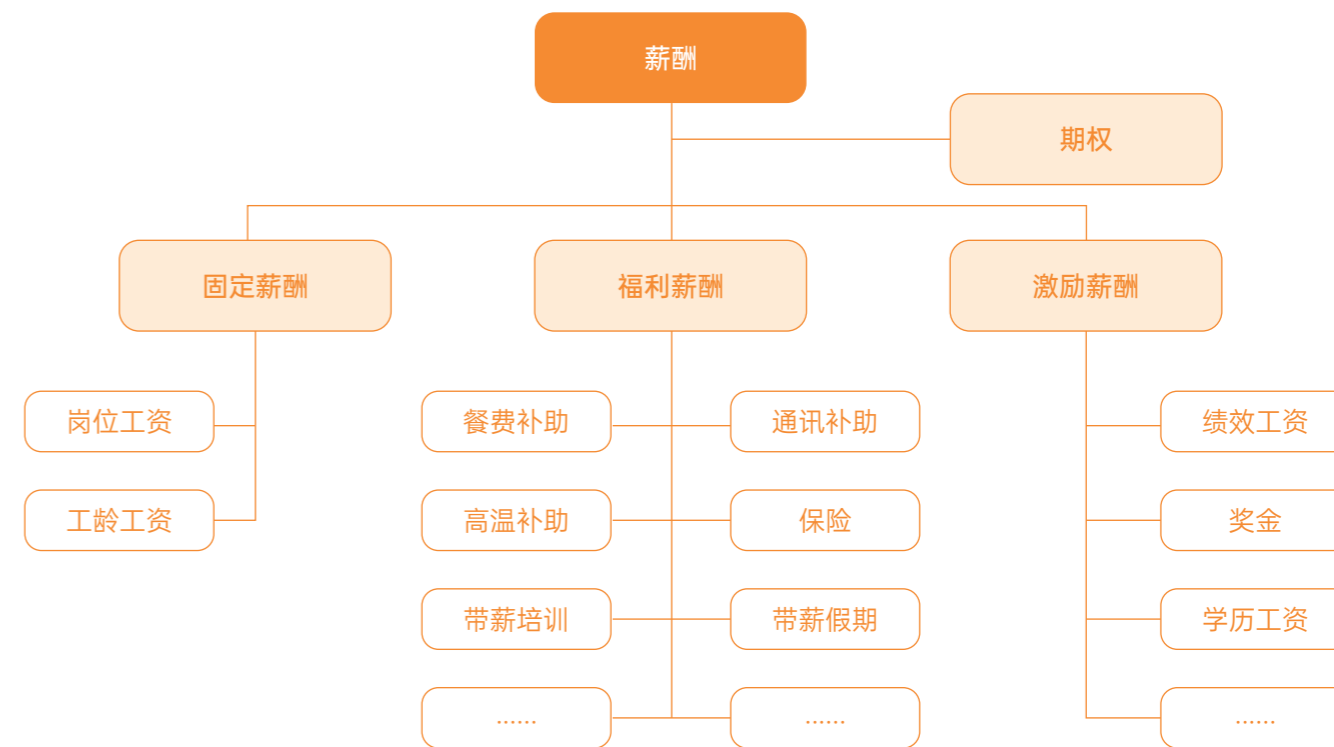 薪酬
期权
固定薪酬
福利薪酬
激励薪酬
岗位工资
餐费补助
通讯补助
绩效工资
工龄工资
高温补助
保险
奖金
带薪培训
带薪假期
学历工资
......
......
......